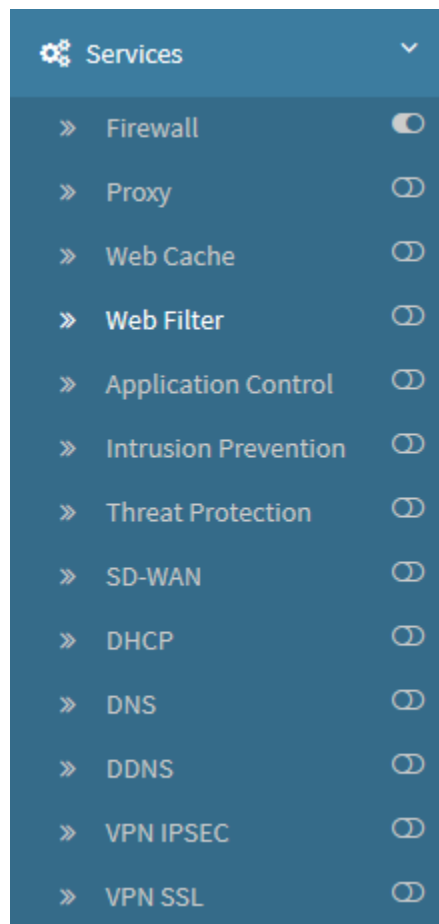 Services
Firewall
Proxy
Web Cache
Web Filter
Application Control
Intrusion Prevention
Threat Protection
SD-WAN
DHCP
DNS
DDNS
VPN IPSEC
VPN SSL